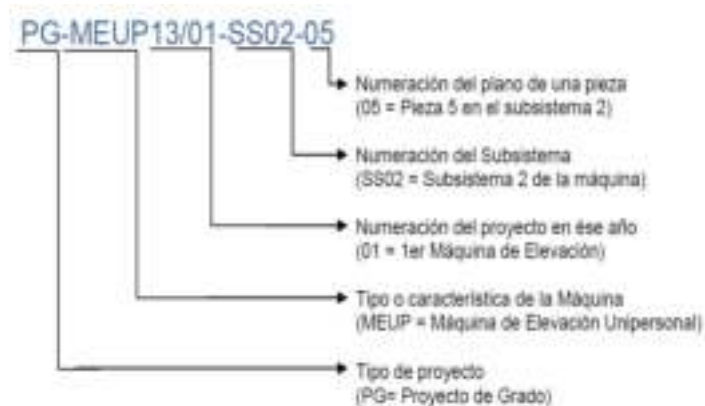 PG-MEUP13/01-SS02-05
Numeración del plano de una pieza
(05 = Pieza 5 en el subsistema 2)
Numeración del Subsistema
(SS02 = Subsistema 2 de la máquina)
Numeración del proyecto en ése año
(01 = 1er Máquina de Elevación)
Tipo o característica de la Máquina
(MEUP = Máquina de Elevación Unipersonal)
Tipo de proyecto
(PG= Proyecto de Grado)